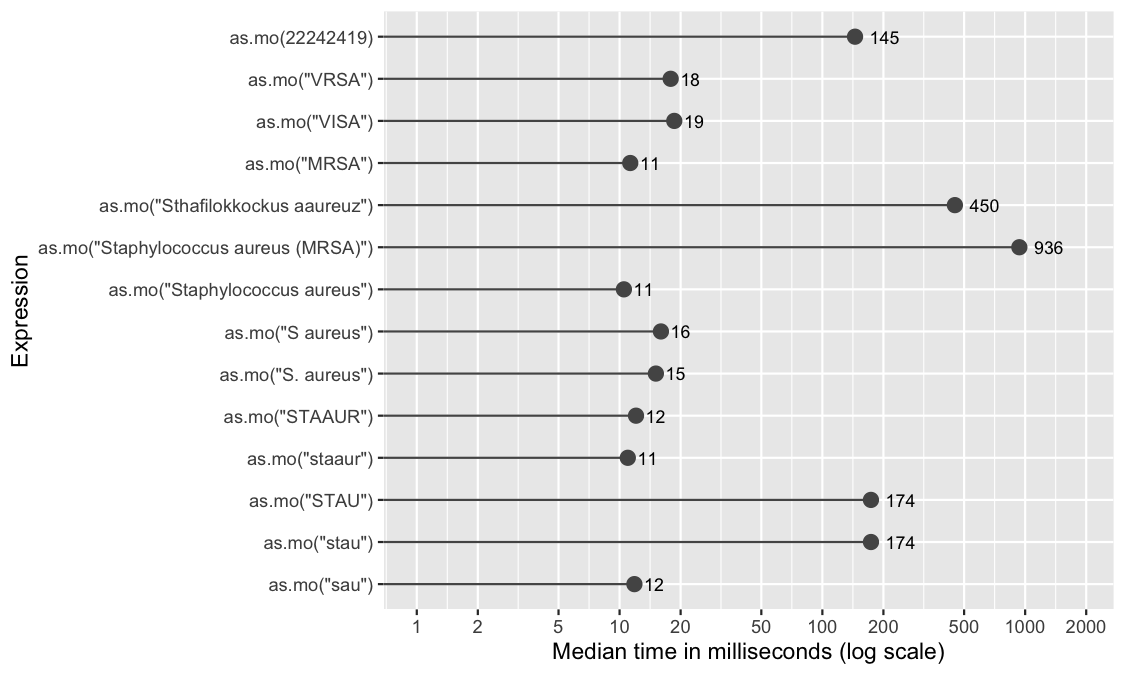 as.mo(22242419) 145
as.mo("VRSA") 18
as.mo("VISA") 19
as.mo("MRSA") 11
as.mo("Sthafilokkockus aaureuz") 450
as.mo("Staphylococcus aureus (MRSA)") 936
as.mo("Staphylococcus aureus") 11
as.mo("S aureus") 16
as.mo("S. aureus") 15
as.mo("STAAUR") 12
as.mo("staaur") 11
as.mo("STAU") 174
as.mo("stau") 174
as.mo("sau") 12
Expression
1 2 5 10 20 50 100 200 500 1000 2000
Median time in milliseconds (log scale)